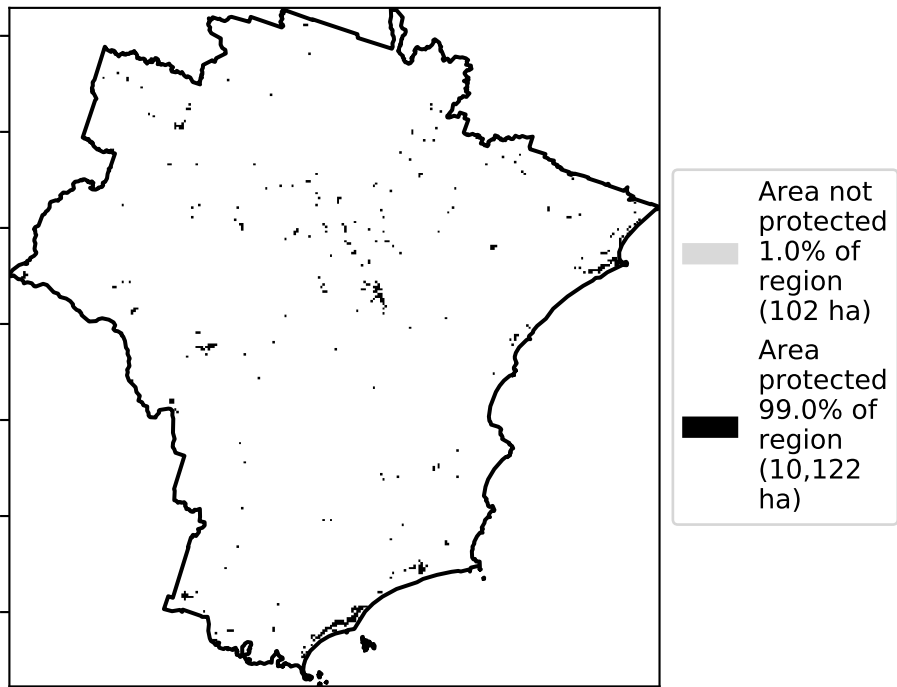 Area not
protected
1.0% of
region
(102 ha)
Area
protected
99.0% of
region
(10,122
ha)